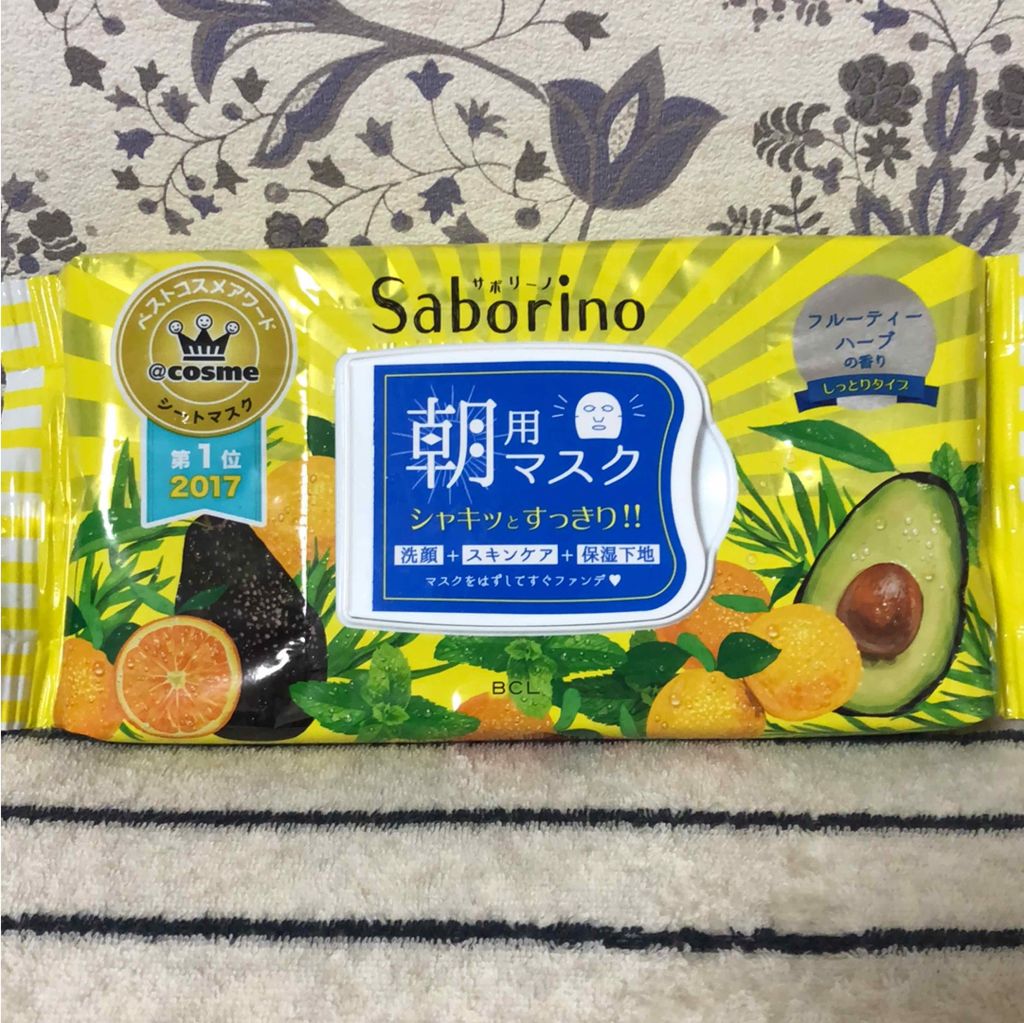 ベストコスメアワード
@cosme
シートマスク
第1位
2017
サボリーノ
Saborino
朝用マスク
シャキッとすっきり!!
洗顔+スキンケア+保湿下地
マスクをはずしてすぐファンデ♥
BCL
フルーティー
ハーブ
の香り
しっとりタイプ